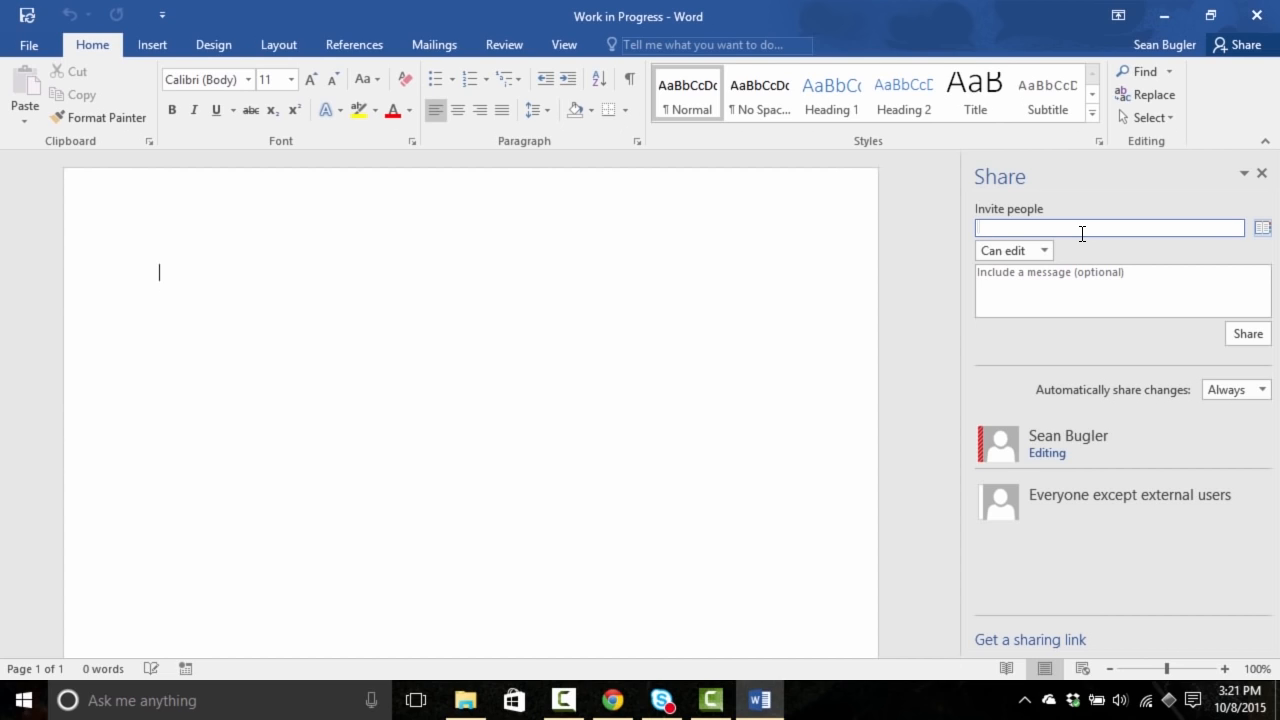 Work in Progress - Word
File Home Insert Design Layout References Mailings Review View Tell me what you want to do... Sean Bugler Share
Paste Cut Copy Format Painter
Calibri (Body) 11 Aa
B I U abc X₂ X² A A
AaBbCcDc AaBbCcDc AaBbCc AaBbCcD AaB AaBbCcD
¶ Normal ¶ No Spac... Heading 1 Heading 2 Title Subtitle
Find
Replace
Select
Clipboard Font Paragraph Styles Editing
Share
Invite people
Can edit
Include a message (optional)
Share
Automatically share changes: Always
Sean Bugler
Editing
Everyone except external users
Get a sharing link
Page 1 of 1 0 words 100%
Ask me anything
3:21 PM
10/8/2015